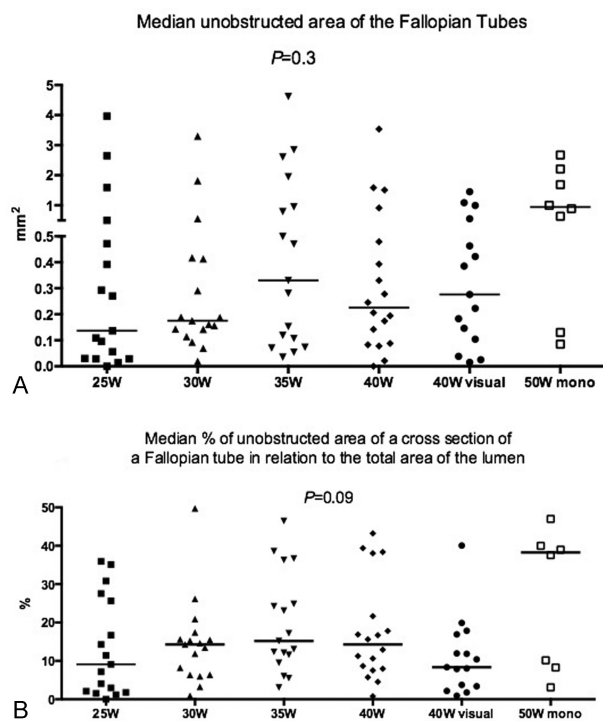 Median unobstructed area of the Fallopian Tubes
P=0.3
5
4
3
2
1
0.5
0.4
0.3
0.2
0.1
0.0
mm²
A
25W 30W 35W 40W 40W visual 50W mono
Median % of unobstructed area of a cross section of
a Fallopian tube in relation to the total area of the lumen
P=0.09
50
40
30
20
10
0
%
B
25W 30W 35W 40W 40W visual 50W mono